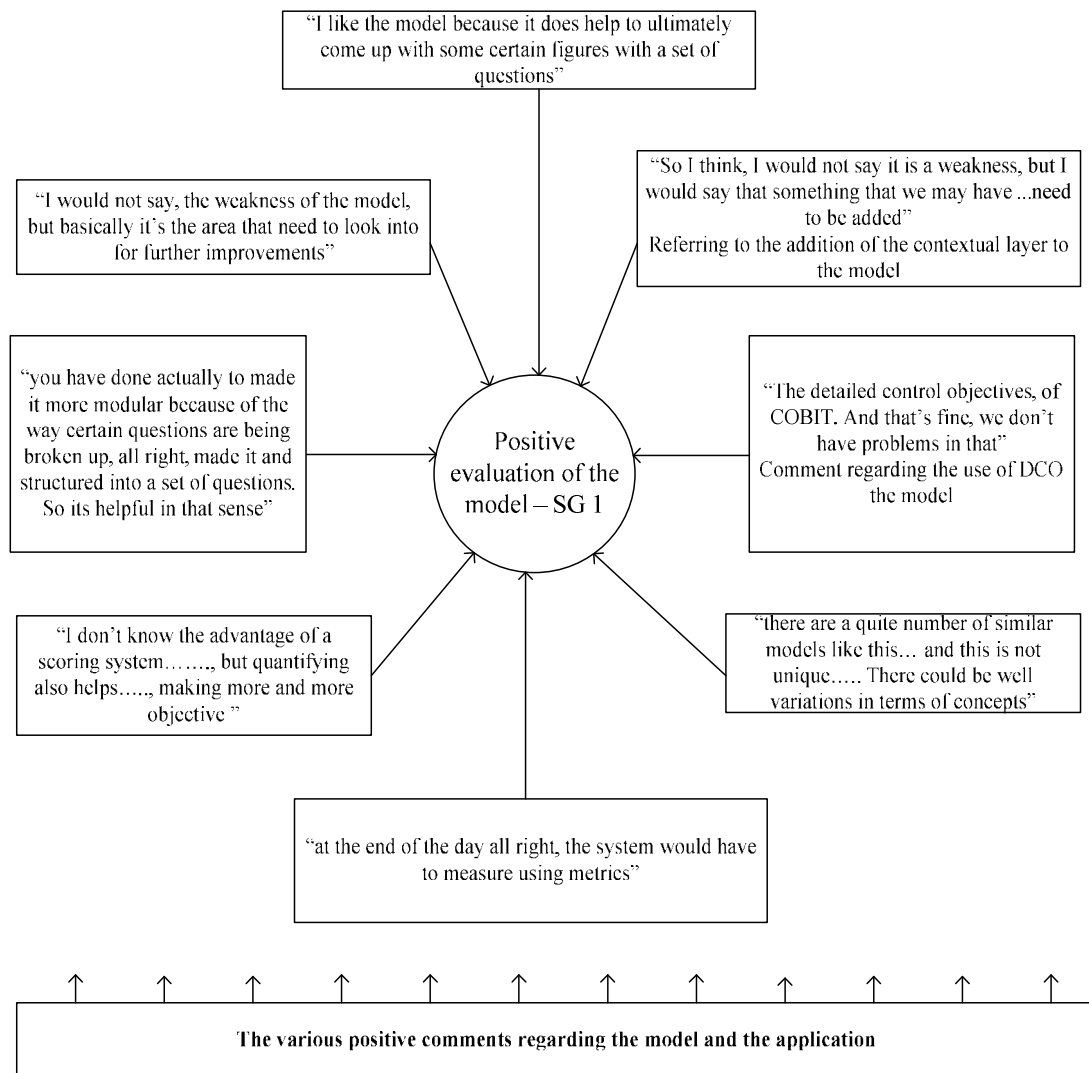 “I like the model because it does help to ultimately
come up with some certain figures with a set of
questions”
“I would not say, the weakness of the model,
but basically it’s the area that need to look into
for further improvements”
“So I think, I would not say it is a weakness, but I
would say that something that we may have ...need
to be added”
Referring to the addition of the contextual layer to
the model
“you have done actually to made
it more modular because of the
way certain questions are being
broken up, all right, made it and
structured into a set of questions.
So its helpful in that sense”
Positive
evaluation of the
model – SG 1
“The detailed control objectives, of
COBIT. And that’s fine, we don’t
have problems in that”
Comment regarding the use of DCO
the model
“I don’t know the advantage of a
scoring system……., but quantifying
also helps….., making more and more
objective ”
“there are a quite number of similar
models like this… and this is not
unique….. There could be well
variations in terms of concepts”
“at the end of the day all right, the system would have
to measure using metrics”
The various positive comments regarding the model and the application